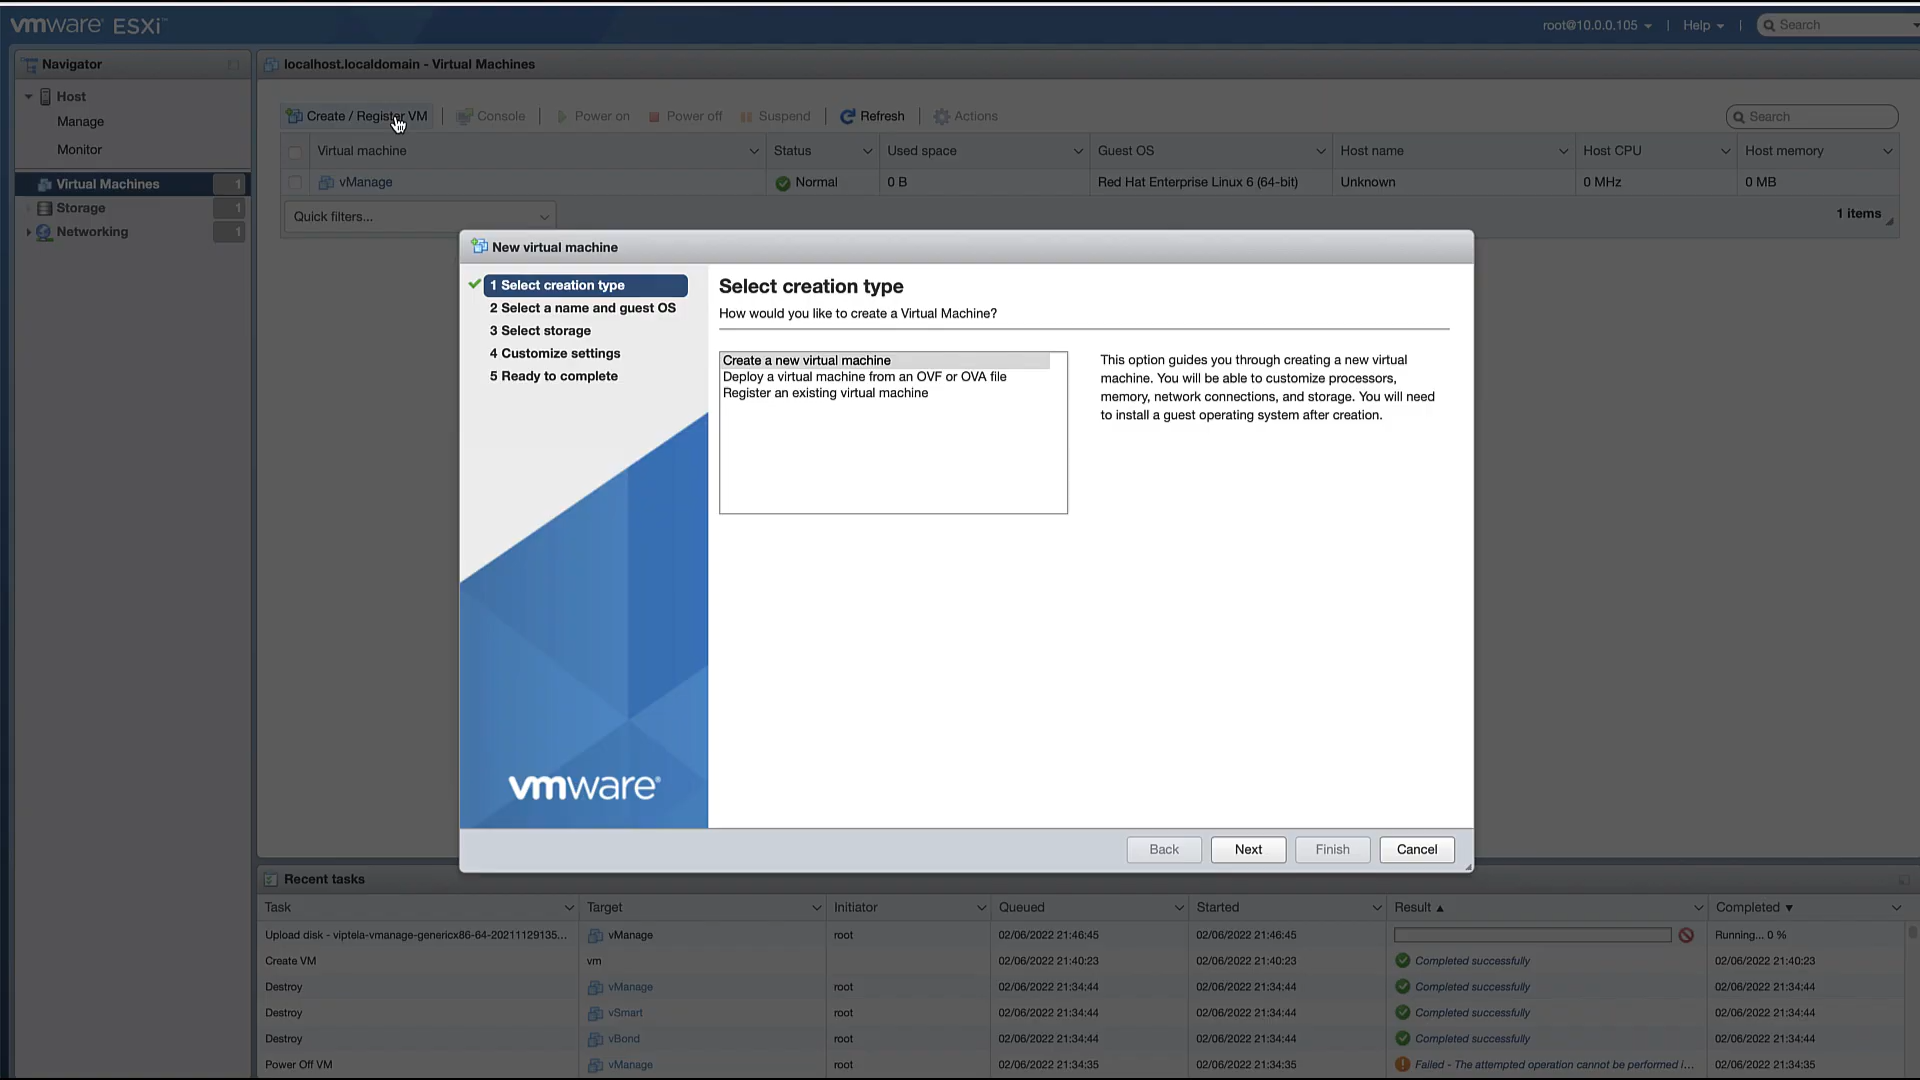 vmware ESXi™
root@10.0.0.105 | Help | Search
Navigator
Host
Manage
Monitor
Virtual Machines 1
Storage 1
Networking 1
localhost.localdomain - Virtual Machines
Create / Register VM | Console | Power on Power off Suspend | Refresh | Actions
Search
Virtual machine Status Used space Guest OS Host name Host CPU Host memory
vManage Normal 0 B Red Hat Enterprise Linux 6 (64-bit) Unknown 0 MHz 0 MB
Quick filters...
1 items
New virtual machine
1 Select creation type
2 Select a name and guest OS
3 Select storage
4 Customize settings
5 Ready to complete
vmware®
Select creation type
How would you like to create a Virtual Machine?
Create a new virtual machine
Deploy a virtual machine from an OVF or OVA file
Register an existing virtual machine
This option guides you through creating a new virtual
machine. You will be able to customize processors,
memory, network connections, and storage. You will need
to install a guest operating system after creation.
Back Next Finish Cancel
Recent tasks
Task Target Initiator Queued Started Result ▲ Completed ▼
Upload disk - viptela-vmanage-genericx86-64-20211129135... vManage root 02/06/2022 21:46:45 02/06/2022 21:46:45 Running... 0 %
Create VM vm root 02/06/2022 21:40:23 02/06/2022 21:40:23 Completed successfully 02/06/2022 21:40:23
Destroy vManage root 02/06/2022 21:34:44 02/06/2022 21:34:44 Completed successfully 02/06/2022 21:34:44
Destroy vSmart root 02/06/2022 21:34:44 02/06/2022 21:34:44 Completed successfully 02/06/2022 21:34:44
Destroy vBond root 02/06/2022 21:34:44 02/06/2022 21:34:44 Completed successfully 02/06/2022 21:34:44
Power Off VM vManage root 02/06/2022 21:34:35 02/06/2022 21:34:35 Failed - The attempted operation cannot be performed i... 02/06/2022 21:34:35